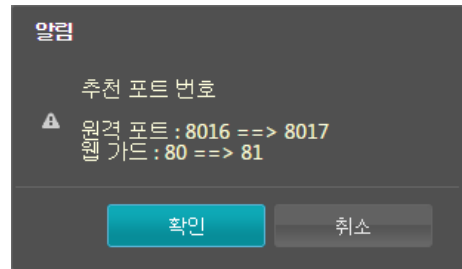 알림
추천 포트 번호
원격 포트 : 8016 ==> 8017
웹 가드 : 80 ==> 81
확인
취소